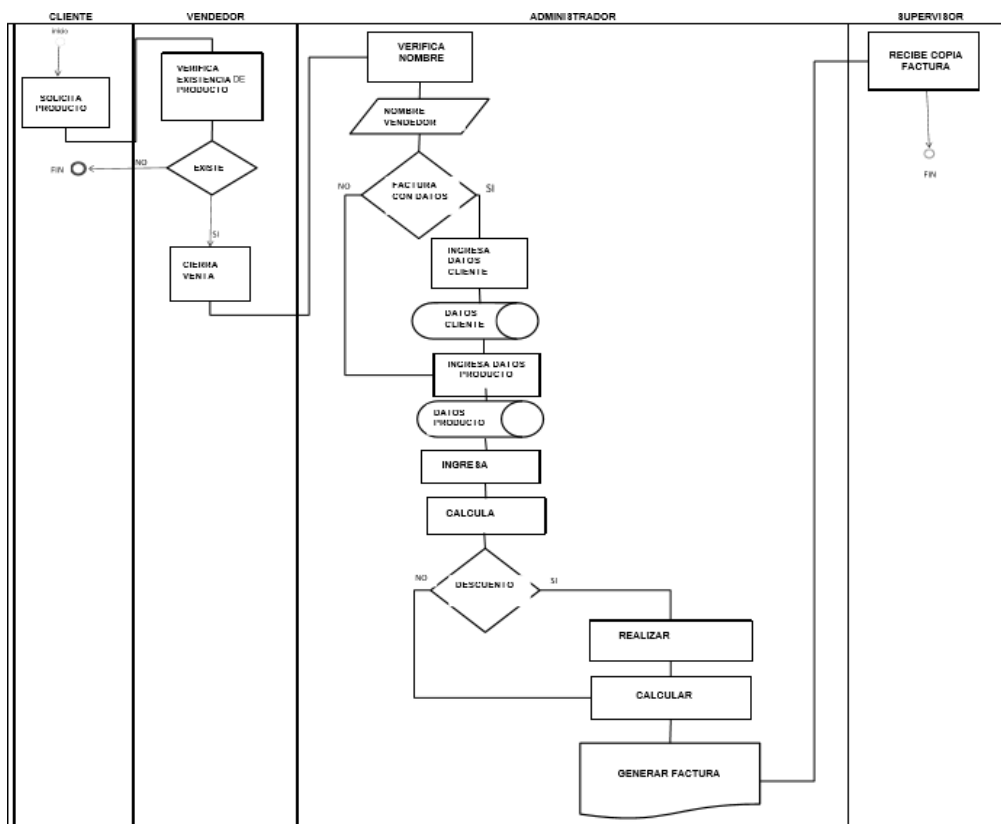 CLIENTE
VENDEDOR
ADMINISTRADOR
SUPERVISOR
Inicio
SOLICITA
PRODUCTO
VERIFICA
EXISTENCIA DE
PRODUCTO
EXISTE
NO
FIN
SI
CIERRA
VENTA
VERIFICA
NOMBRE
NOMBRE
VENDEDOR
FACTURA
CON DATOS
NO
SI
INGRESA
DATOS
CLIENTE
DATOS
CLIENTE
INGRESA DATOS
PRODUCTO
DATOS
PRODUCTO
INGRESA
CALCULA
DESCUENTO
NO
SI
REALIZAR
CALCULAR
GENERAR FACTURA
RECIBE COPIA
FACTURA
FIN